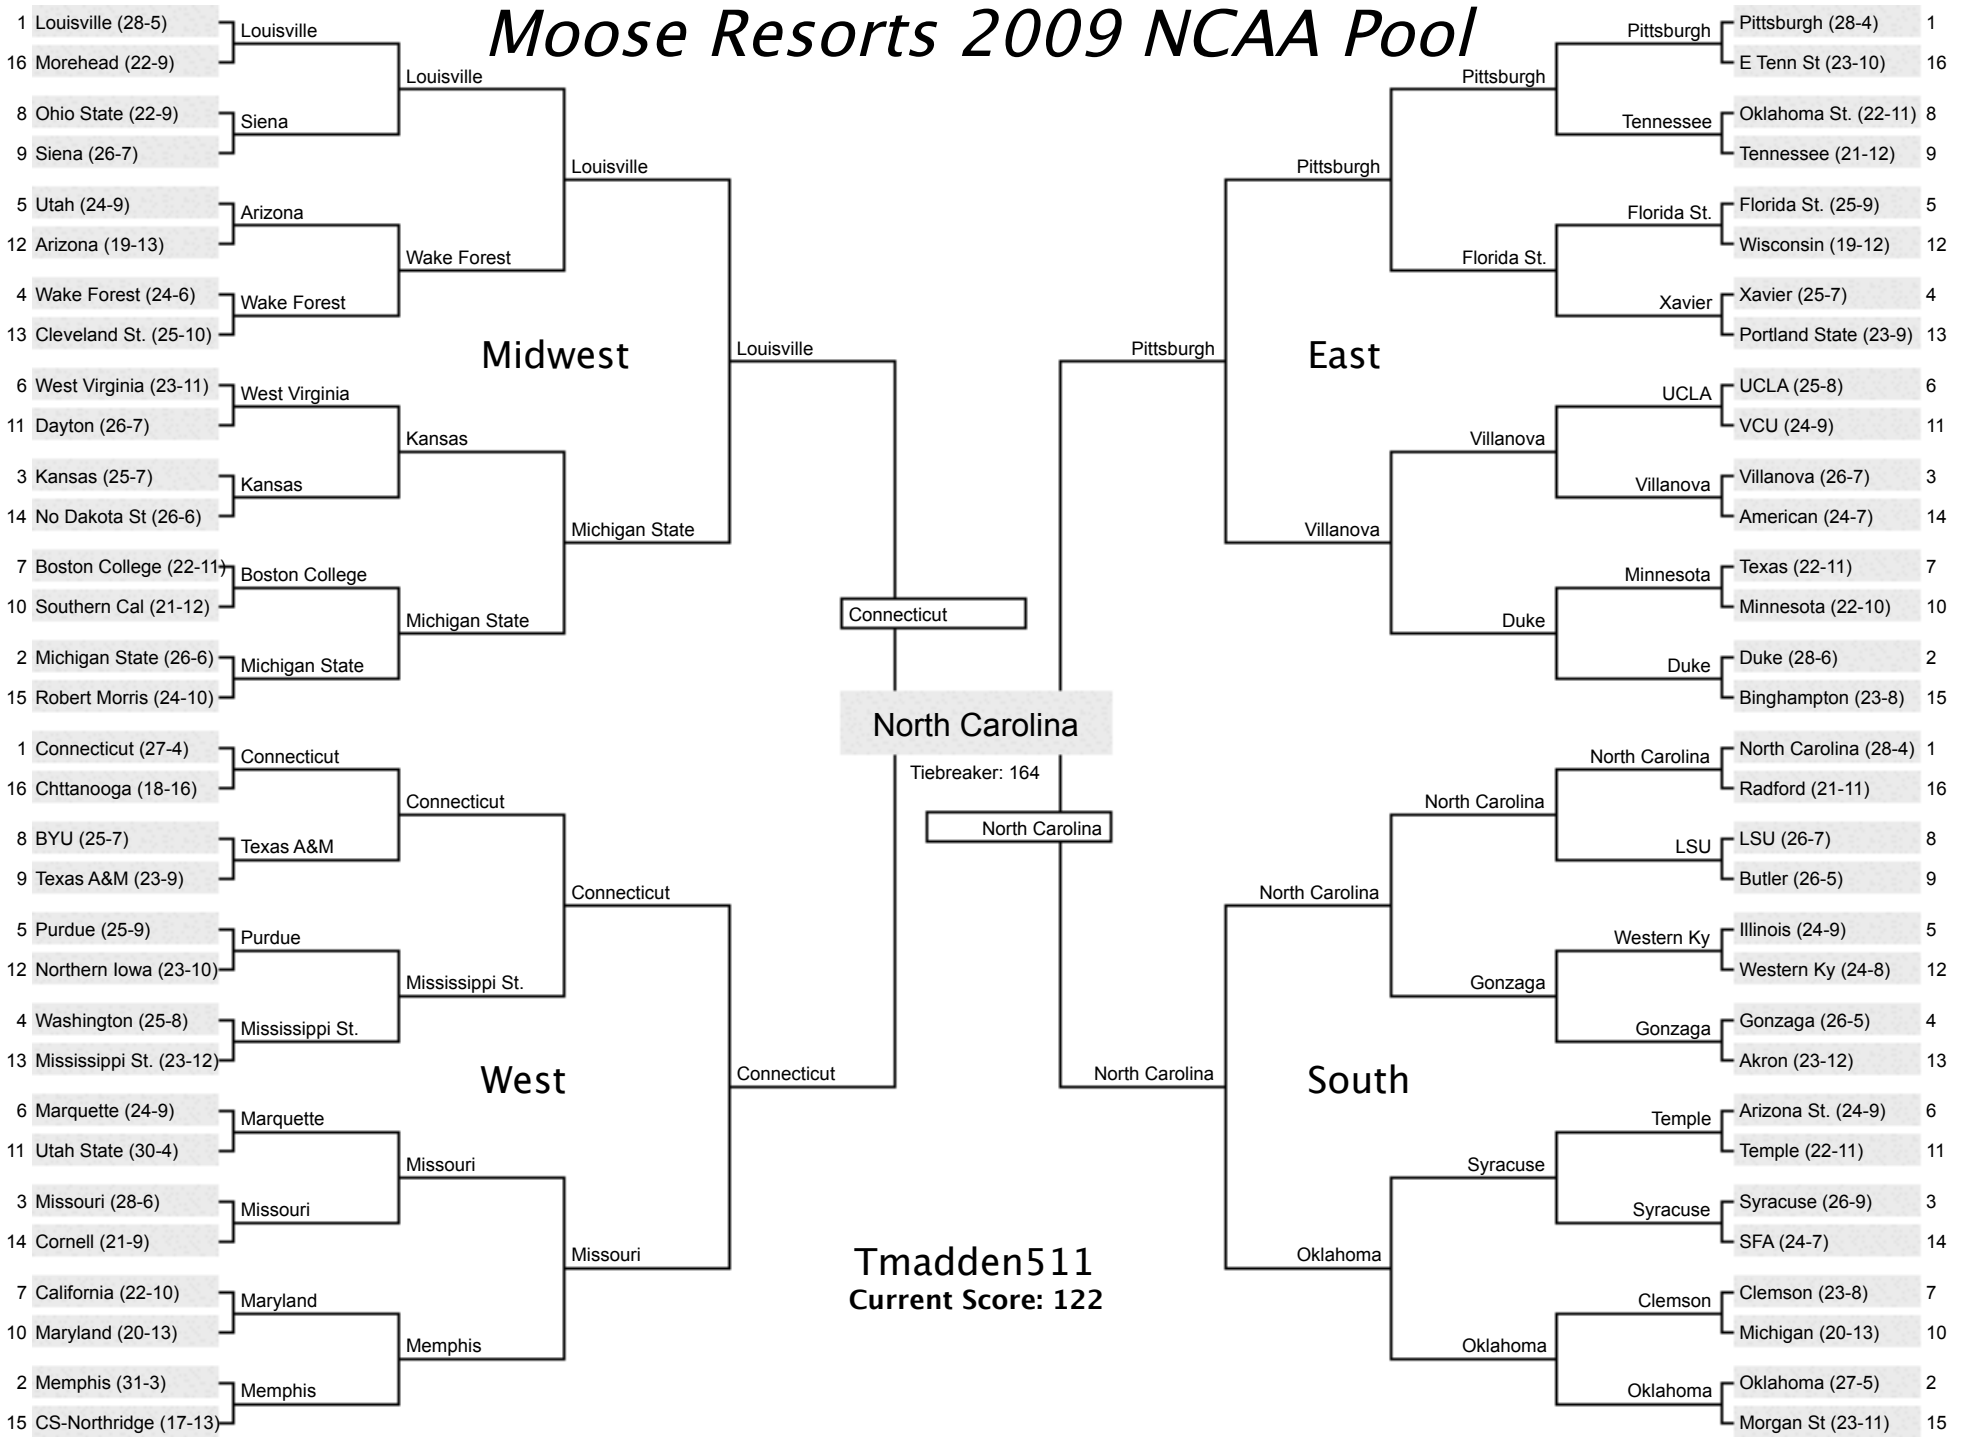 Moose Resorts 2009 NCAA Pool
1 Louisville (28-5)
16 Morehead (22-9)
8 Ohio State (22-9)
9 Siena (26-7)
5 Utah (24-9)
12 Arizona (19-13)
4 Wake Forest (24-6)
13 Cleveland St. (25-10)
6 West Virginia (23-11)
11 Dayton (26-7)
3 Kansas (25-7)
14 No Dakota St (26-6)
7 Boston College (22-11)
10 Southern Cal (21-12)
2 Michigan State (26-6)
15 Robert Morris (24-10)
Louisville
Siena
Arizona
Wake Forest
West Virginia
Kansas
Boston College
Michigan State
Louisville
Wake Forest
Kansas
Michigan State
Louisville
Michigan State
Midwest
Louisville
1 Connecticut (27-4)
16 Chttanooga (18-16)
8 BYU (25-7)
9 Texas A&M (23-9)
5 Purdue (25-9)
12 Northern Iowa (23-10)
4 Washington (25-8)
13 Mississippi St. (23-12)
6 Marquette (24-9)
11 Utah State (30-4)
3 Missouri (28-6)
14 Cornell (21-9)
7 California (22-10)
10 Maryland (20-13)
2 Memphis (31-3)
15 CS-Northridge (17-13)
Connecticut
Texas A&M
Purdue
Mississippi St.
Marquette
Missouri
Maryland
Memphis
Connecticut
Mississippi St.
Missouri
Memphis
Connecticut
Missouri
West
Connecticut
Connecticut
North Carolina
Tiebreaker: 164
North Carolina
Tmadden511
Current Score: 122
Pittsburgh (28-4) 1
E Tenn St (23-10) 16
Oklahoma St. (22-11) 8
Tennessee (21-12) 9
Florida St. (25-9) 5
Wisconsin (19-12) 12
Xavier (25-7) 4
Portland State (23-9) 13
UCLA (25-8) 6
VCU (24-9) 11
Villanova (26-7) 3
American (24-7) 14
Texas (22-11) 7
Minnesota (22-10) 10
Duke (28-6) 2
Binghampton (23-8) 15
Pittsburgh
Tennessee
Florida St.
Xavier
UCLA
Villanova
Minnesota
Duke
Pittsburgh
Florida St.
Villanova
Duke
Pittsburgh
Villanova
East
Pittsburgh
North Carolina (28-4) 1
Radford (21-11) 16
LSU (26-7) 8
Butler (26-5) 9
Illinois (24-9) 5
Western Ky (24-8) 12
Gonzaga (26-5) 4
Akron (23-12) 13
Arizona St. (24-9) 6
Temple (22-11) 11
Syracuse (26-9) 3
SFA (24-7) 14
Clemson (23-8) 7
Michigan (20-13) 10
Oklahoma (27-5) 2
Morgan St (23-11) 15
North Carolina
LSU
Western Ky
Gonzaga
Temple
Syracuse
Clemson
Oklahoma
North Carolina
Gonzaga
Syracuse
Oklahoma
North Carolina
Oklahoma
South
North Carolina